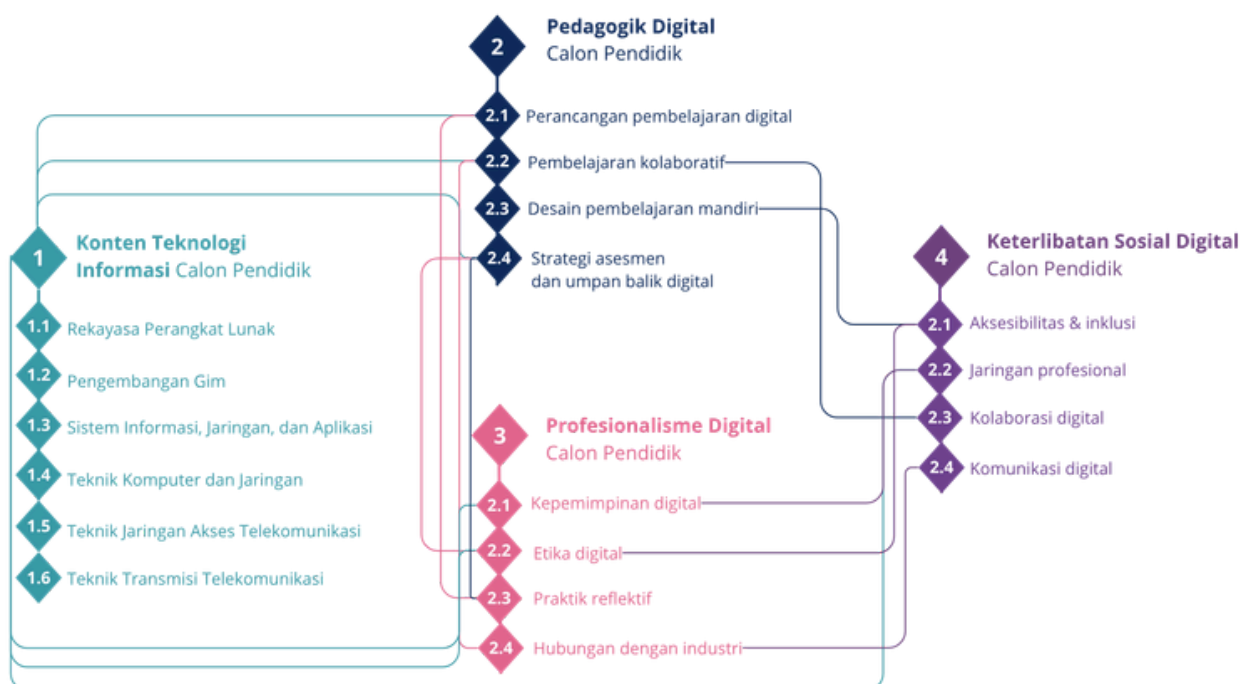 2
Pedagogik Digital
Calon Pendidik
2.1
Perancangan pembelajaran digital
2.2
Pembelajaran kolaboratif
2.3
Desain pembelajaran mandiri
2.4
Strategi asesmen
dan umpan balik digital
1
Konten Teknologi
Informasi Calon Pendidik
1.1
Rekayasa Perangkat Lunak
1.2
Pengembangan Gim
1.3
Sistem Informasi, Jaringan, dan Aplikasi
1.4
Teknik Komputer dan Jaringan
1.5
Teknik Jaringan Akses Telekomunikasi
1.6
Teknik Transmisi Telekomunikasi
3
Profesionalisme Digital
Calon Pendidik
2.1
Kepemimpinan digital
2.2
Etika digital
2.3
Praktik reflektif
2.4
Hubungan dengan industri
4
Keterlibatan Sosial Digital
Calon Pendidik
2.1
Aksesibilitas & inklusi
2.2
Jaringan profesional
2.3
Kolaborasi digital
2.4
Komunikasi digital